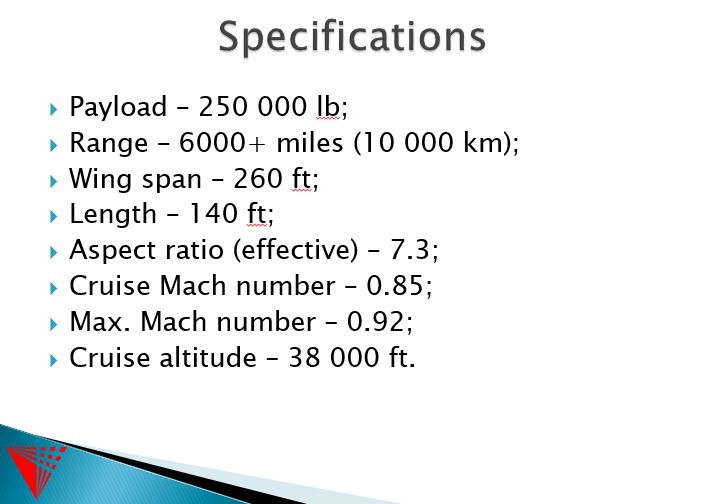 Specifications
Payload – 250 000 lb;
Range – 6000+ miles (10 000 km);
Wing span – 260 ft;
Length – 140 ft;
Aspect ratio (effective) – 7.3;
Cruise Mach number – 0.85;
Max. Mach number – 0.92;
Cruise altitude – 38 000 ft.